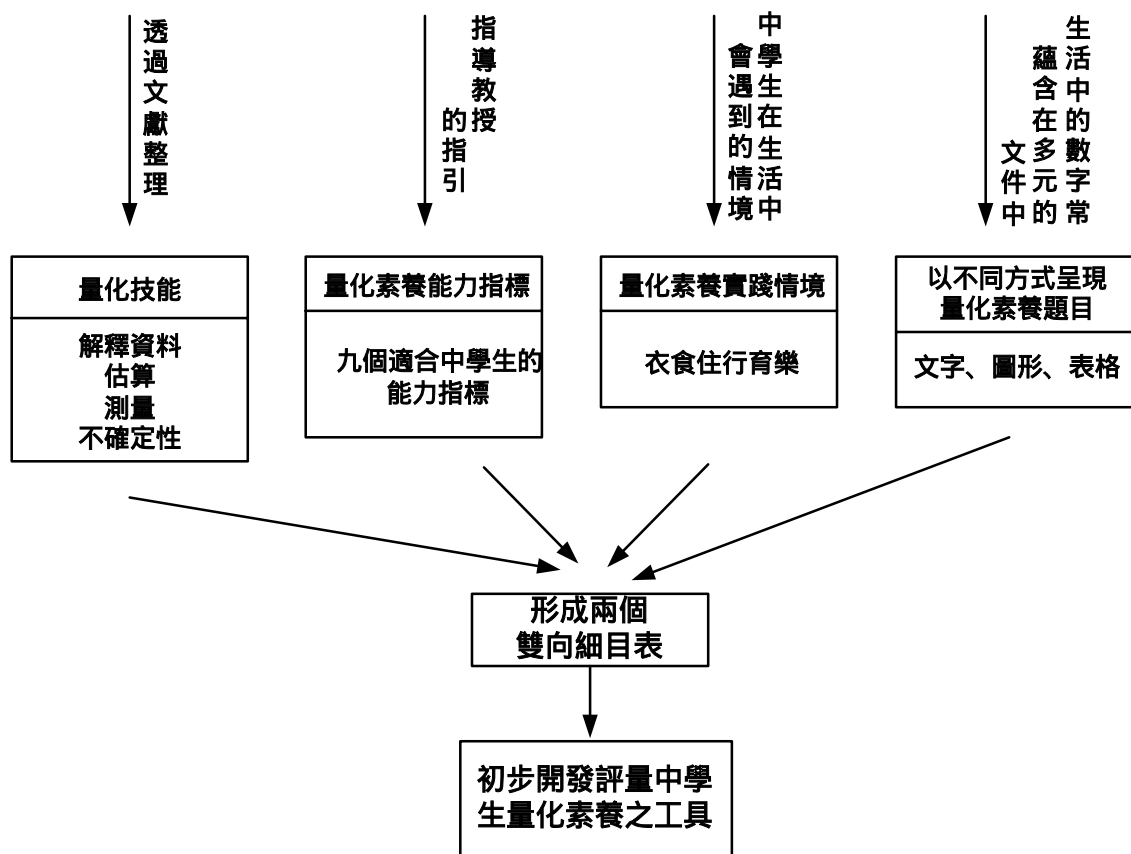 透過文獻整理
指導教授
的指引
中學生在生活中
會遇到的情境
生活中的數字常
蘊含在多元的
文件中
量化技能
解釋資料
估算
測量
不確定性
量化素養能力指標
九個適合中學生的
能力指標
量化素養實踐情境
衣食住行育樂
以不同方式呈現
量化素養題目
文字、圖形、表格
形成兩個
雙向細目表
初步開發評量中學
生量化素養之工具